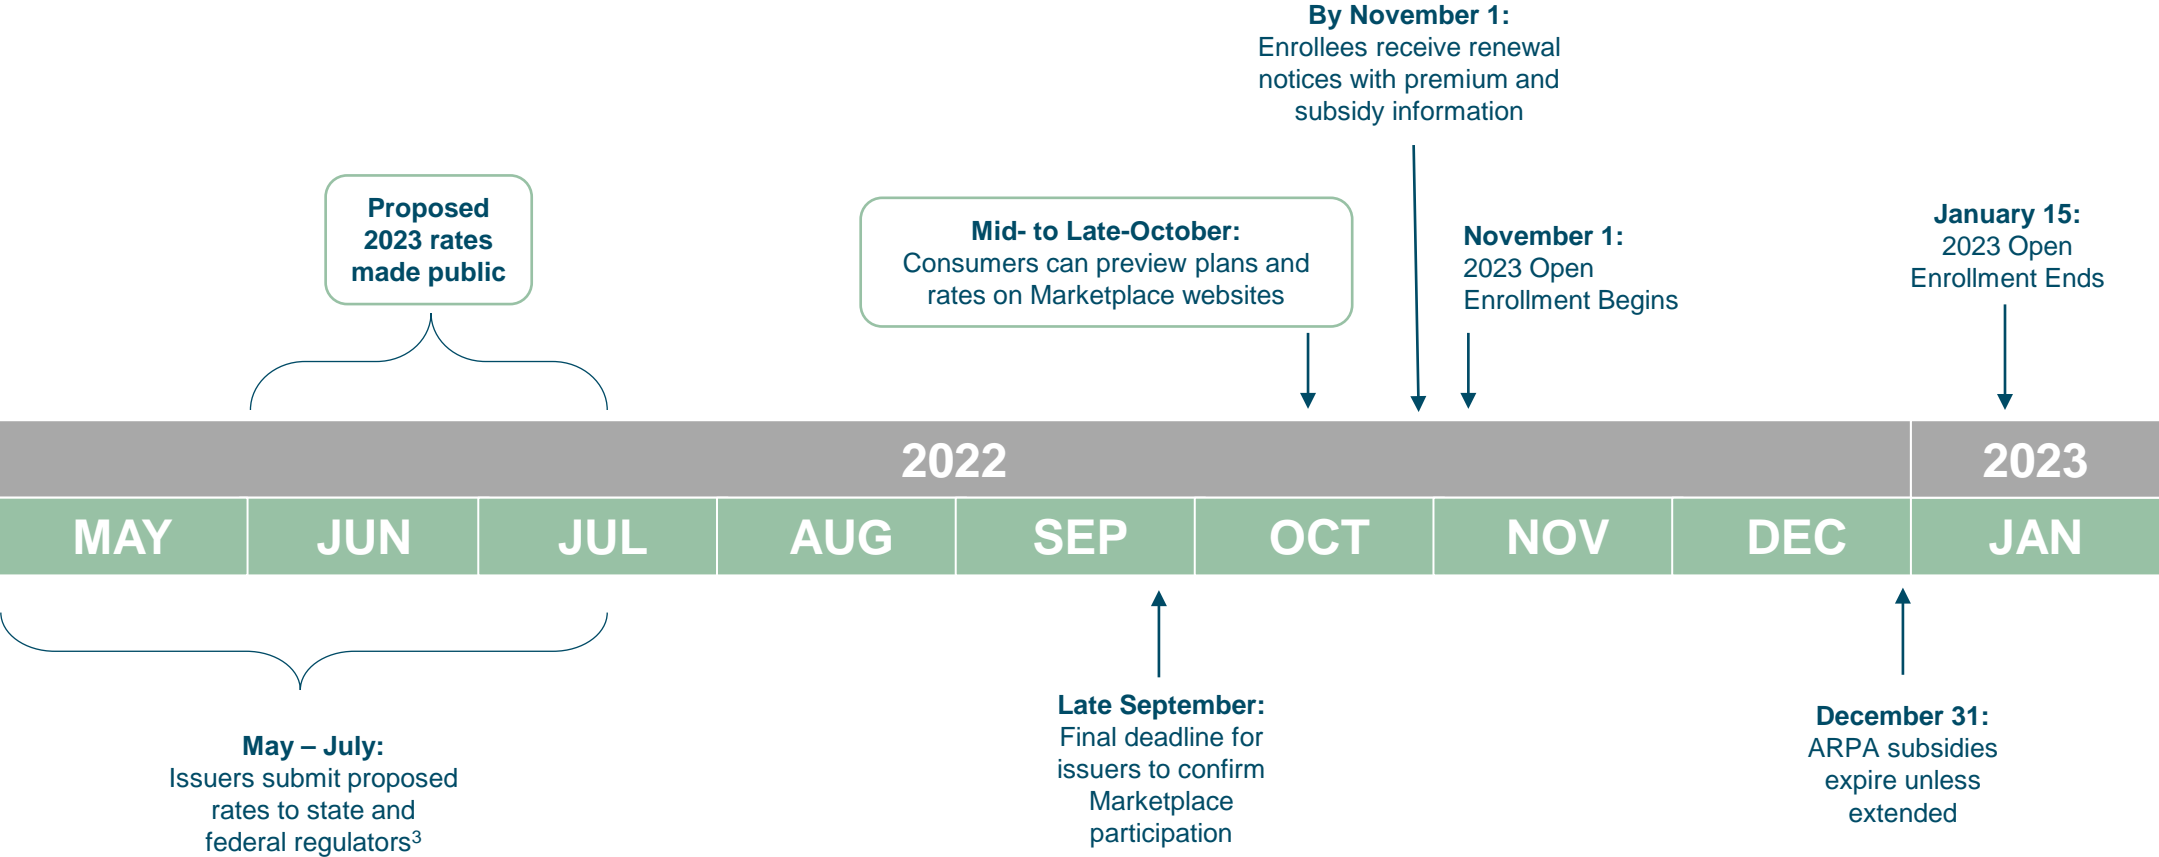 By November 1:
Enrollees receive renewal
notices with premium and
subsidy information
Proposed
2023 rates
made public
Mid- to Late-October:
Consumers can preview plans and
rates on Marketplace websites
November 1:
2023 Open
Enrollment Begins
January 15:
2023 Open
Enrollment Ends
2022
2023
MAY
JUN
JUL
AUG
SEP
OCT
NOV
DEC
JAN
May – July:
Issuers submit proposed
rates to state and
federal regulators³
Late September:
Final deadline for
issuers to confirm
Marketplace
participation
December 31:
ARPA subsidies
expire unless
extended